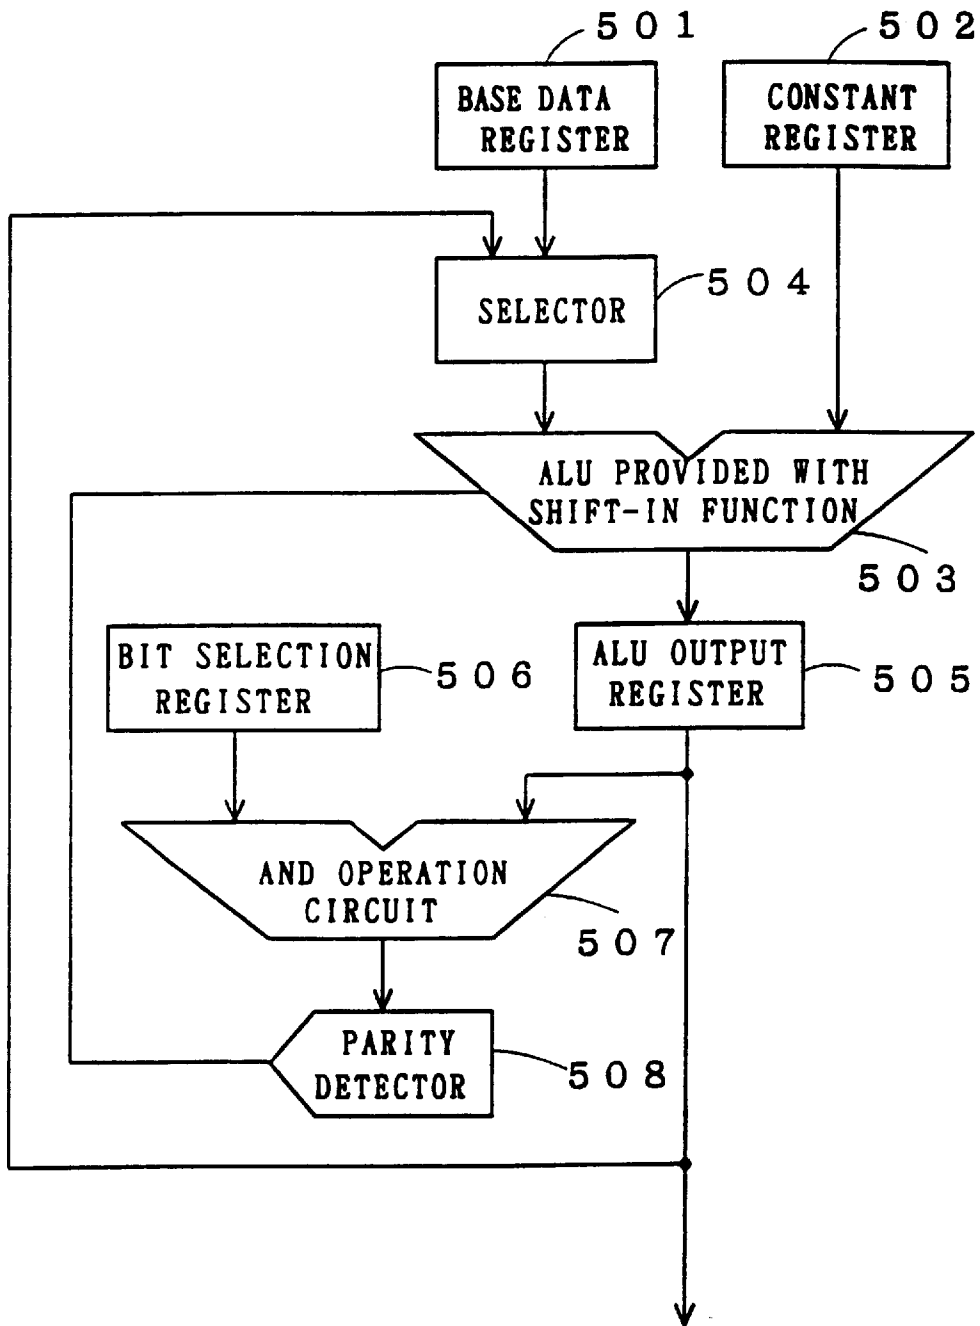 501
502
BASE DATA
REGISTER
CONSTANT
REGISTER
504
SELECTOR
ALU PROVIDED WITH
SHIFT-IN FUNCTION
503
BIT SELECTION
REGISTER
506
ALU OUTPUT
REGISTER
505
AND OPERATION
CIRCUIT
507
PARITY
DETECTOR
508